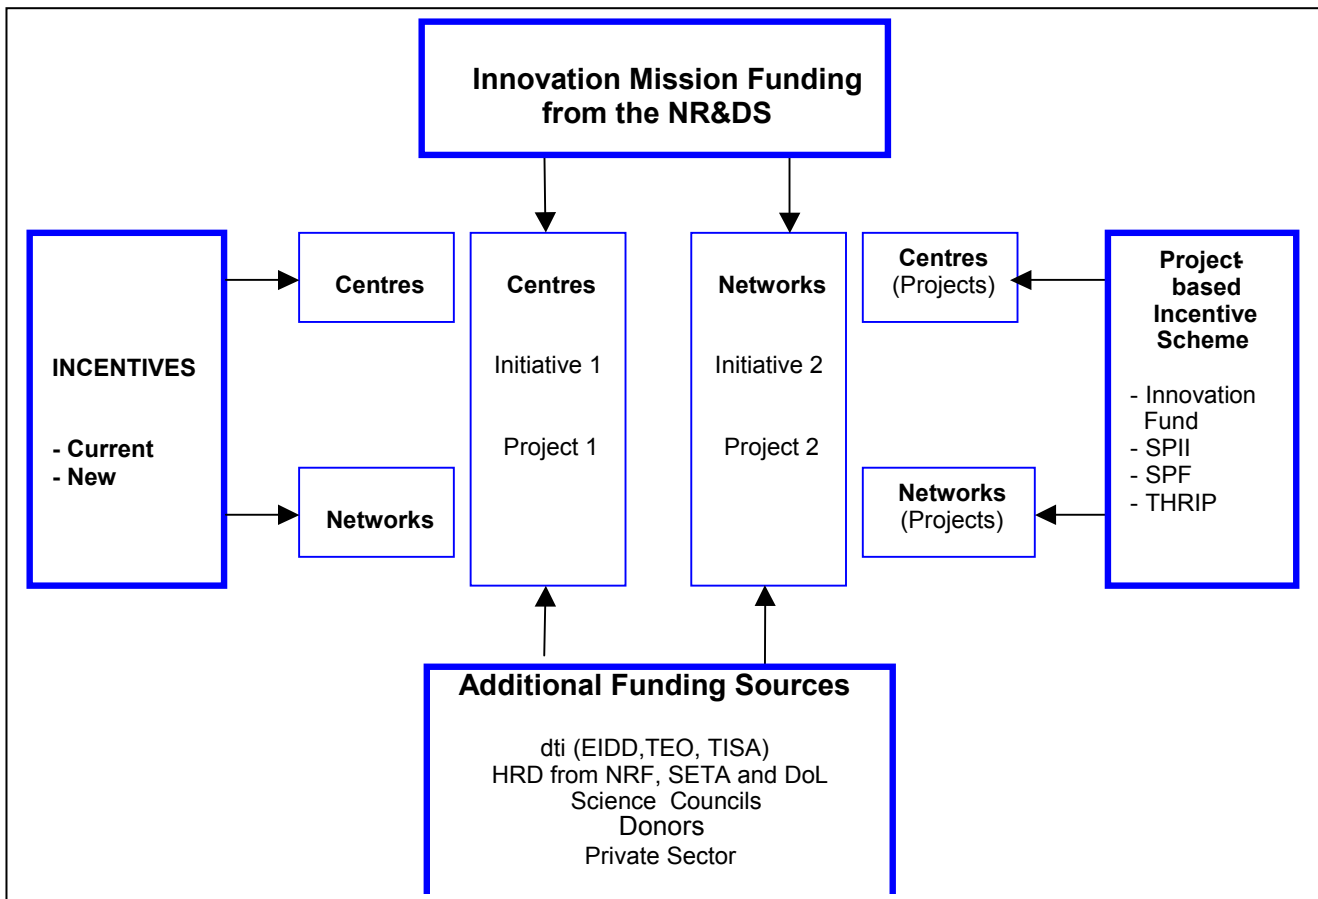 Innovation Mission Funding
from the NR&DS
INCENTIVES
- Current
- New
Centres
Networks
Centres
Initiative 1
Project 1
Networks
Initiative 2
Project 2
Centres
(Projects)
Networks
(Projects)
Project-
based
Incentive
Scheme
- Innovation
Fund
- SPII
- SPF
- THRIP
Additional Funding Sources
dti (EIDD,TEO, TISA)
HRD from NRF, SETA and DoL
Science Councils
Donors
Private Sector